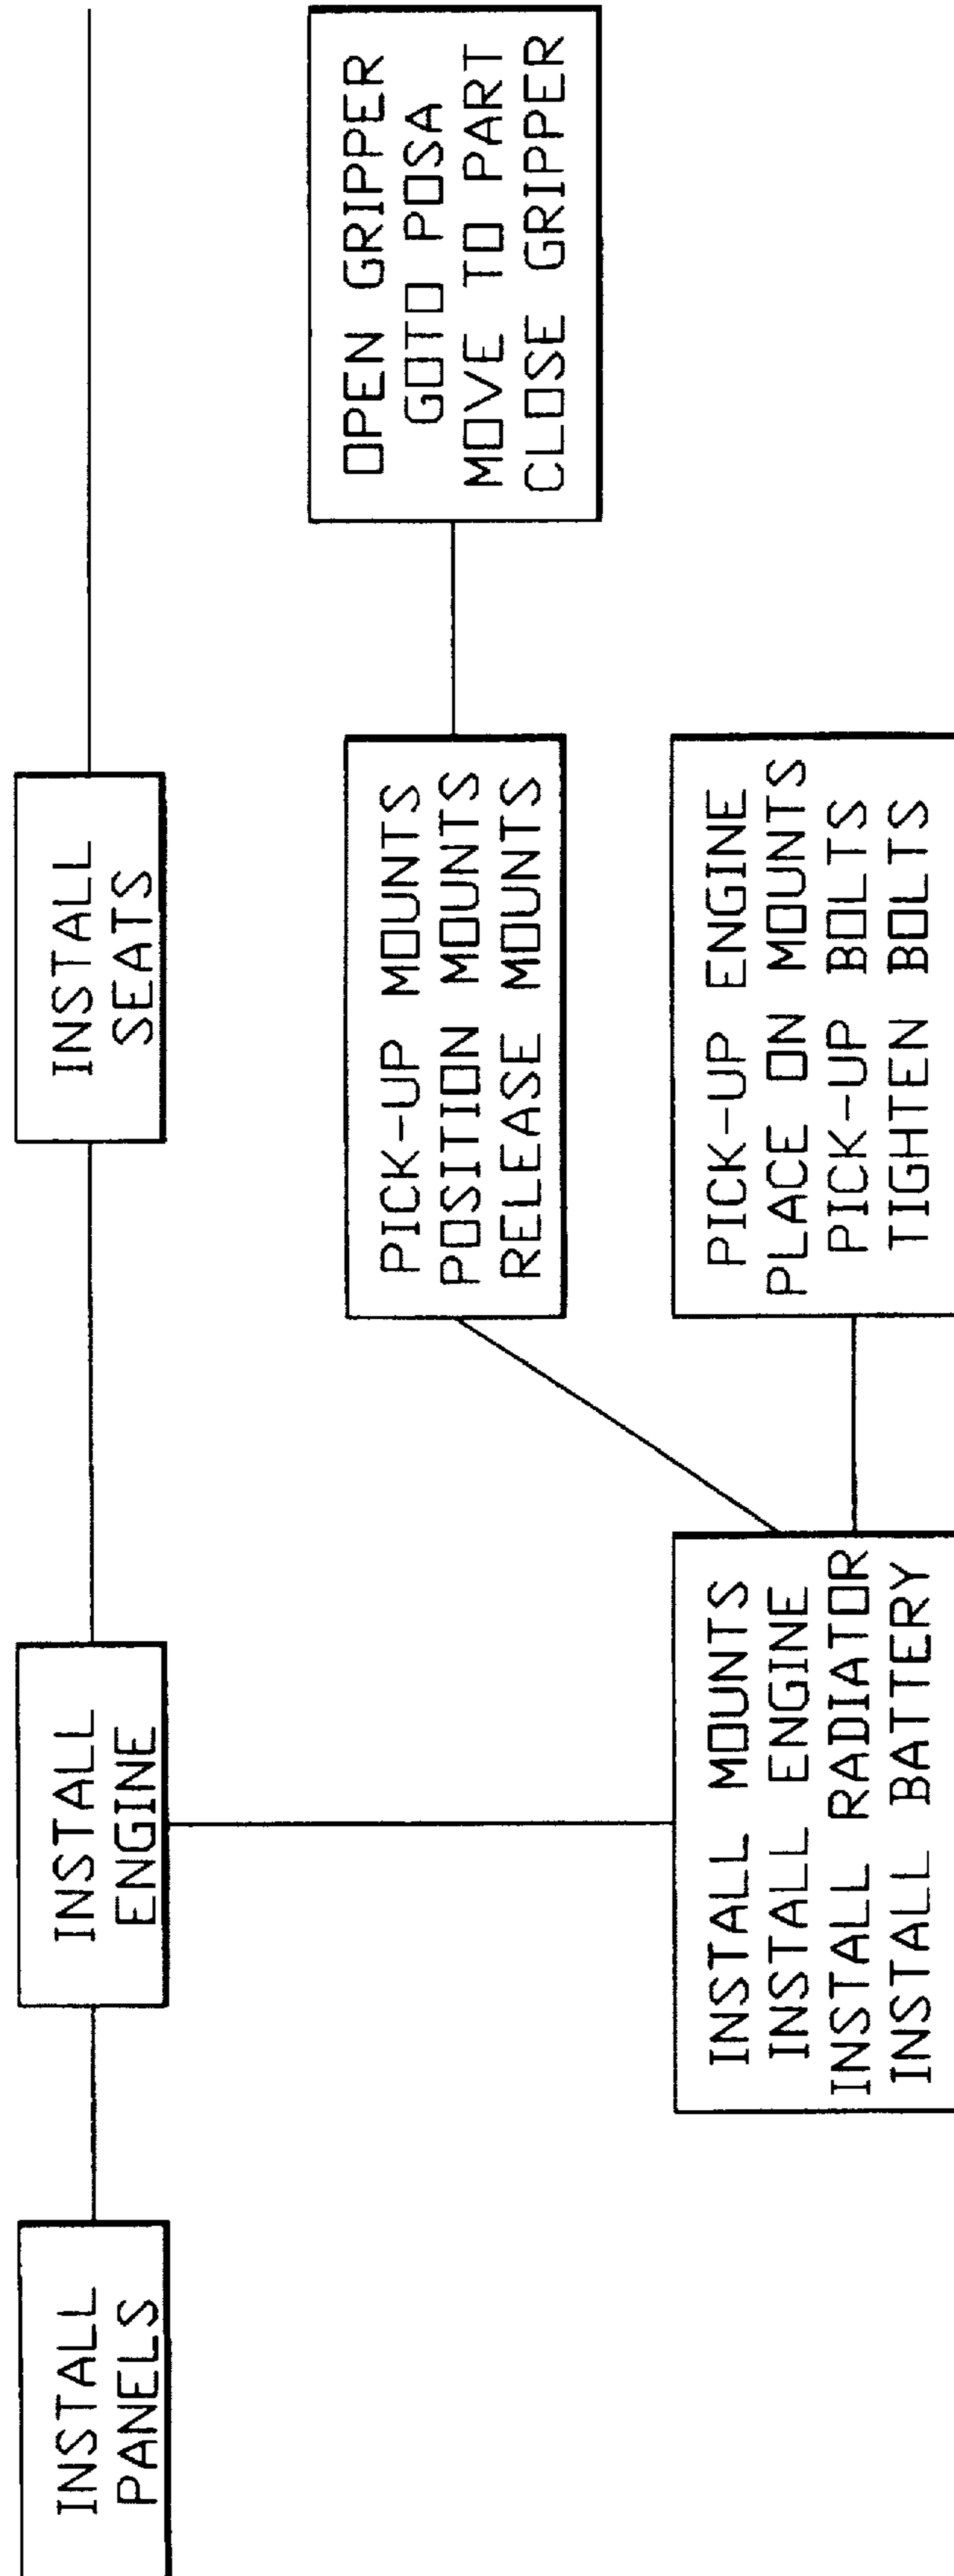 INSTALL
PANELS
INSTALL
ENGINE
INSTALL
SEATS
INSTALL MOUNTS
INSTALL ENGINE
INSTALL RADIATOR
INSTALL BATTERY
PICK-UP MOUNTS
POSITION MOUNTS
RELEASE MOUNTS
PICK-UP ENGINE
PLACE ON MOUNTS
PICK-UP BOLTS
TIGHTEN BOLTS
OPEN GRIPPER
GOTO POSA
MOVE TO PART
CLOSE GRIPPER